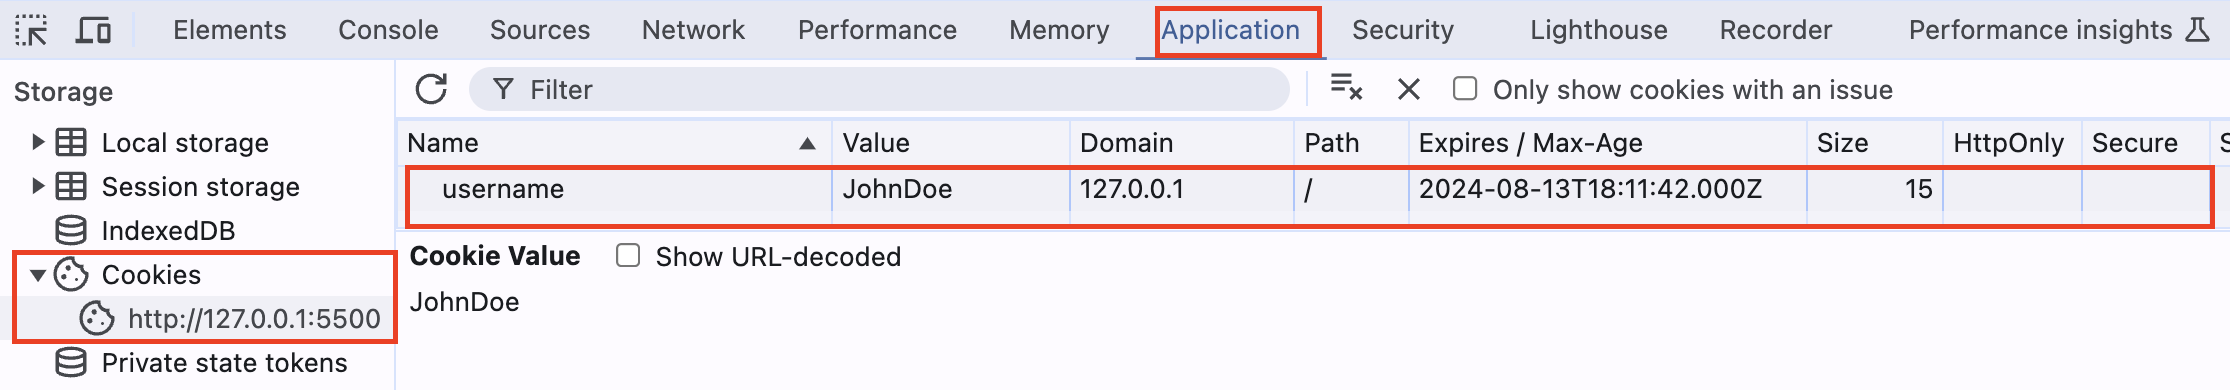 Elements Console Sources Network Performance Memory Application Security Lighthouse Recorder Performance insights
Storage
Local storage
Session storage
IndexedDB
Cookies
http://127.0.0.1:5500
Private state tokens
Filter Only show cookies with an issue
Name Value Domain Path Expires / Max-Age Size HttpOnly Secure
username JohnDoe 127.0.0.1 / 2024-08-13T18:11:42.000Z 15
Cookie Value Show URL-decoded
JohnDoe